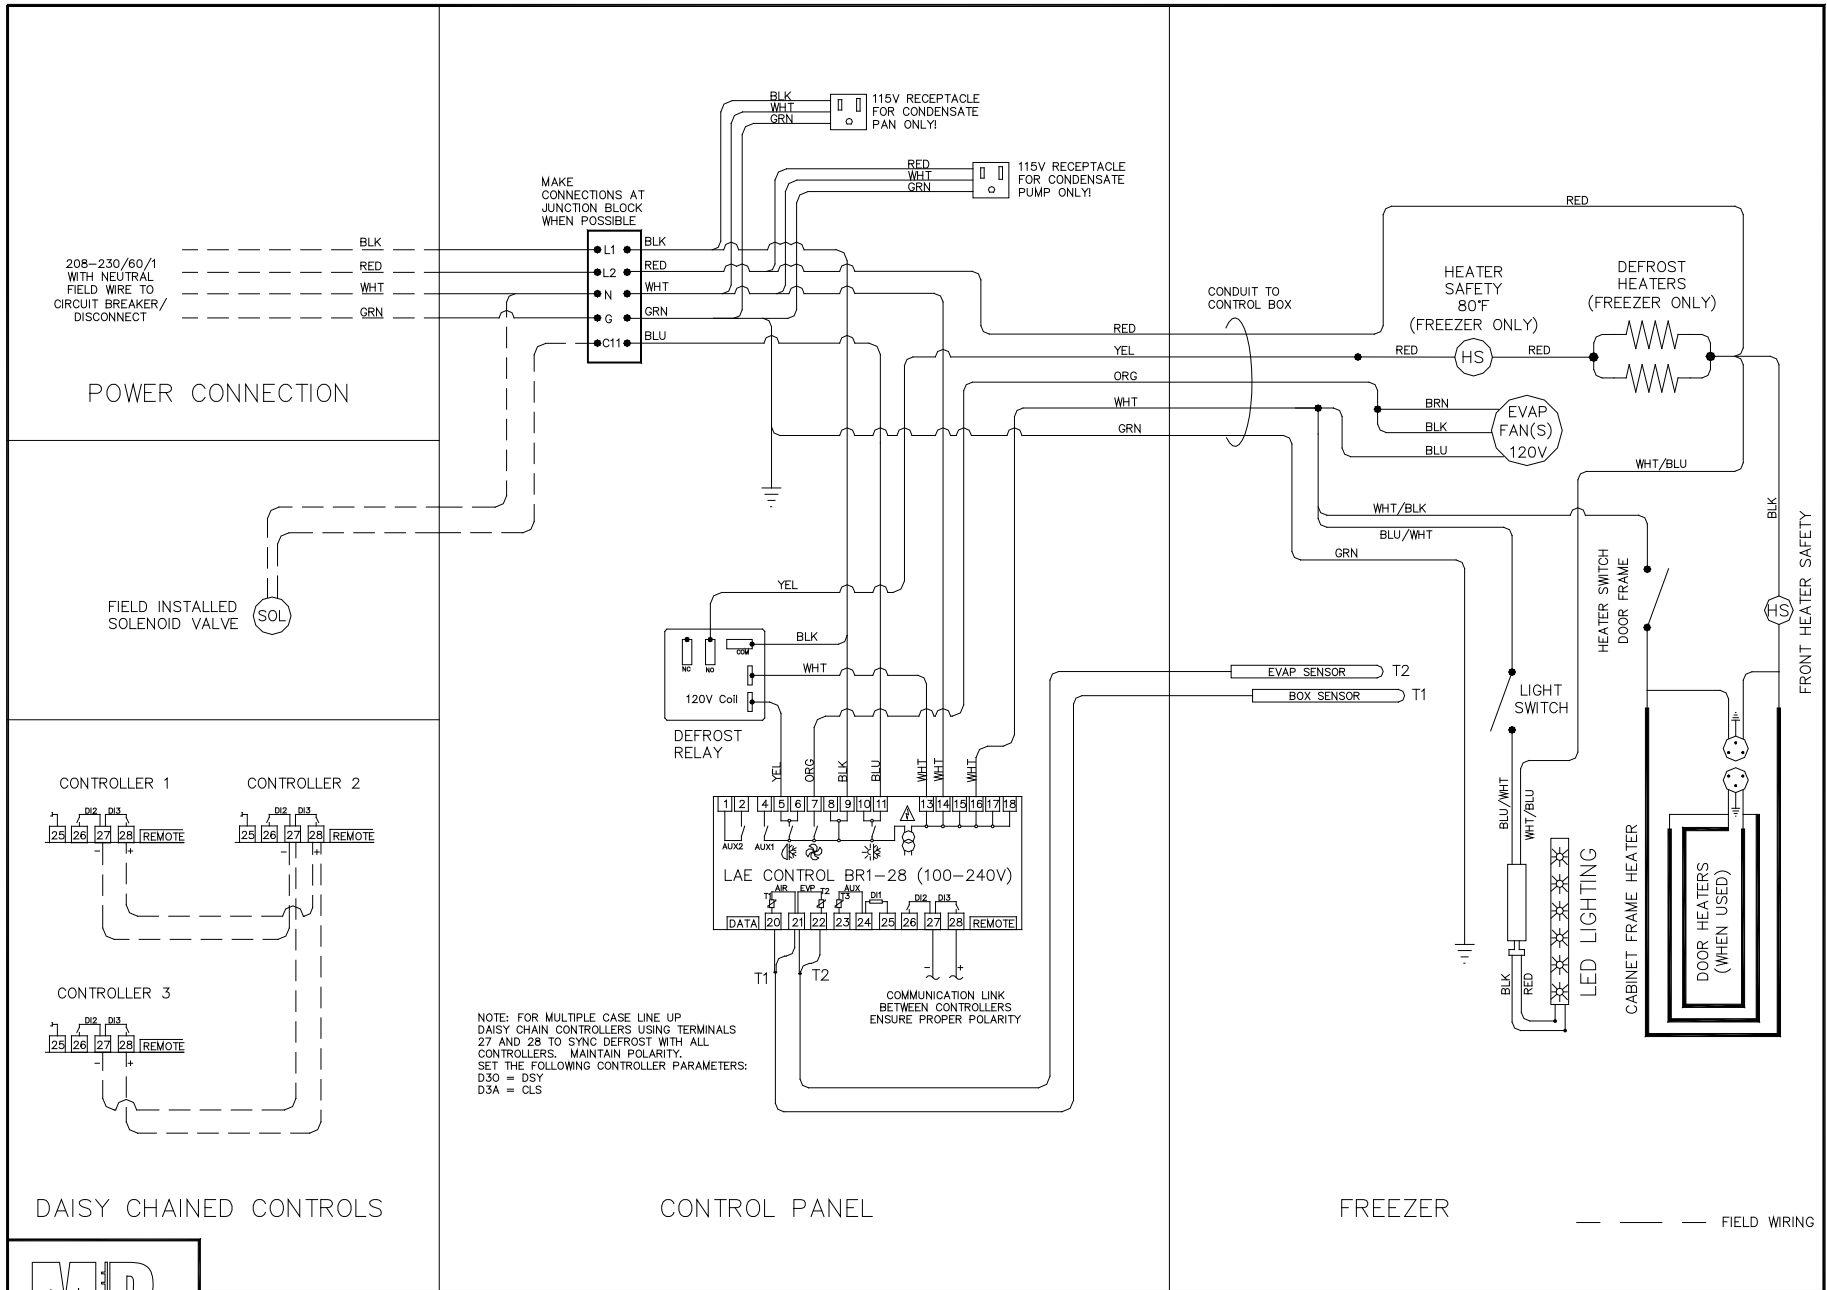 BLK
WHT
GRN
115V RECEPTACLE
FOR CONDENSATE
PAN ONLY!
RED
WHT
GRN
115V RECEPTACLE
FOR CONDENSATE
PUMP ONLY!
MAKE
CONNECTIONS AT
JUNCTION BLOCK
WHEN POSSIBLE
208-230/60/1
WITH NEUTRAL
FIELD WIRE TO
CIRCUIT BREAKER/
DISCONNECT
BLK
RED
WHT
GRN
L1
L2
N
G
C11
BLK
RED
WHT
GRN
BLU
POWER CONNECTION
CONDUIT TO
CONTROL BOX
RED
YEL
ORG
WHT
GRN
RED
HEATER
SAFETY
80°F
(FREEZER ONLY)
DEFROST
HEATERS
(FREEZER ONLY)
RED
HS
RED
BRN
BLK
BLU
EVAP
FAN(S)
120V
WHT/BLU
WHT/BLK
BLU/WHT
GRN
BLK
HS
FRONT HEATER SAFETY
HEATER SWITCH
DOOR FRAME
FIELD INSTALLED
SOLENOID VALVE
SOL
YEL
BLK
WHT
NC
NO
COM
120V Coil
DEFROST
RELAY
EVAP SENSOR
T2
BOX SENSOR
T1
LIGHT
SWITCH
YEL
ORG
BLK
BLU
WHT
WHT
WHT
1 2 4 5 6 7 8 9 10 11 13 14 15 16 17 18
AUX2
AUX1
LAE CONTROL BR1-28 (100-240V)
T1
AIR
EVP
T2
AUX
T3
DI1
DI2
DI3
DATA 20 21 22 23 24 25 26 27 28 REMOTE
T1
T2
- +
COMMUNICATION LINK
BETWEEN CONTROLLERS
ENSURE PROPER POLARITY
NOTE: FOR MULTIPLE CASE LINE UP
DAISY CHAIN CONTROLLERS USING TERMINALS
27 AND 28 TO SYNC DEFROST WITH ALL
CONTROLLERS. MAINTAIN POLARITY.
SET THE FOLLOWING CONTROLLER PARAMETERS:
D3O = DSY
D3A = CLS
CONTROLLER 1
DI2 DI3
25 26 27 28 REMOTE
- +
CONTROLLER 2
DI2 DI3
25 26 27 28 REMOTE
- +
CONTROLLER 3
DI2 DI3
25 26 27 28 REMOTE
- +
BLU/WHT
WHT/BLU
BLK
RED
LED LIGHTING
CABINET FRAME HEATER
DOOR HEATERS
(WHEN USED)
DAISY CHAINED CONTROLS
CONTROL PANEL
FREEZER
FIELD WIRING